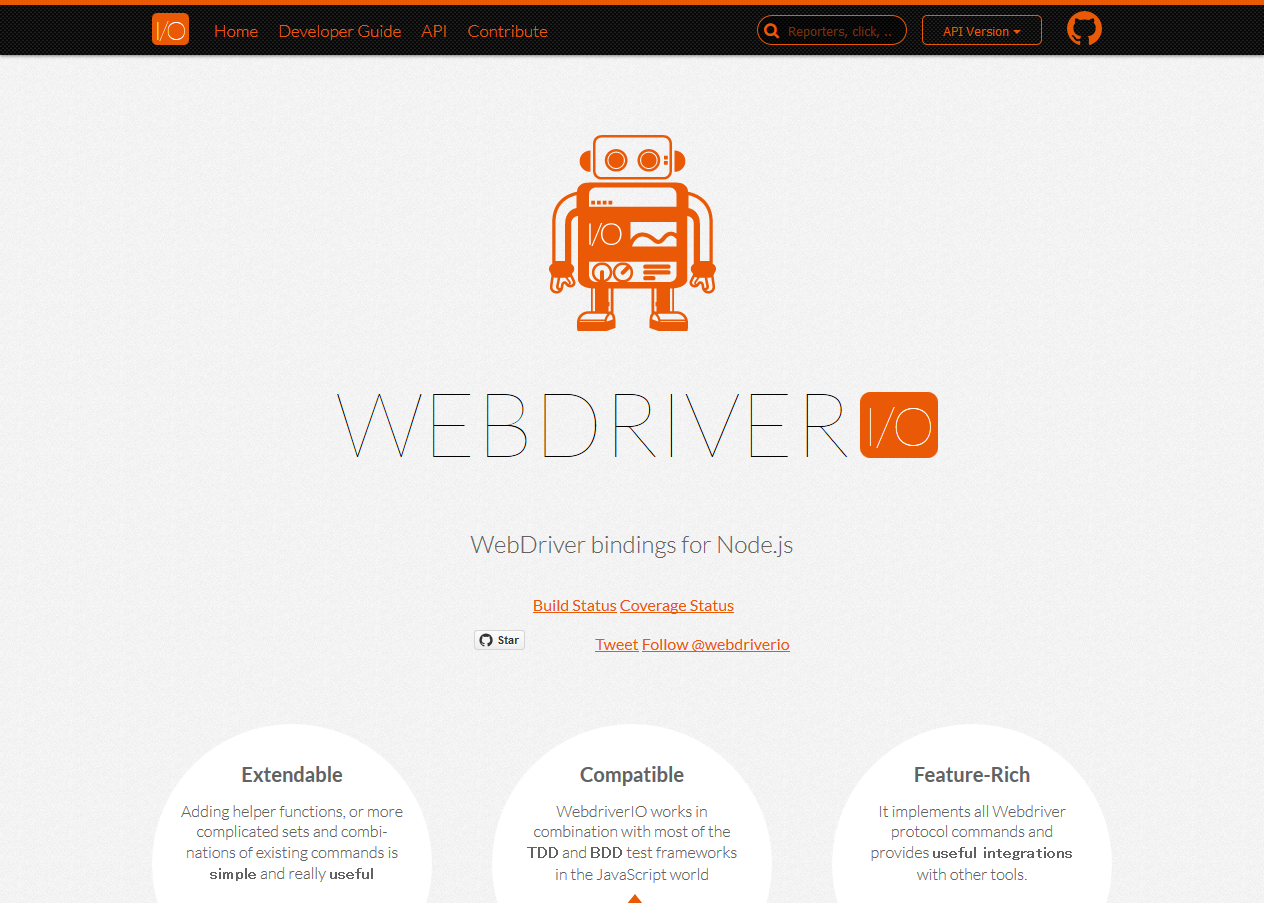 I/O Home Developer Guide API Contribute Reporters, click, .. API Version
I/O
WEBDRIVER I/O
WebDriver bindings for Node.js
Build Status Coverage Status
Star Tweet Follow @webdriverio
Extendable
Adding helper functions, or more
complicated sets and combi-
nations of existing commands is
simple and really useful
Compatible
WebdriverIO works in
combination with most of the
TDD and BDD test frameworks
in the JavaScript world
Feature-Rich
It implements all Webdriver
protocol commands and
provides useful integrations
with other tools.